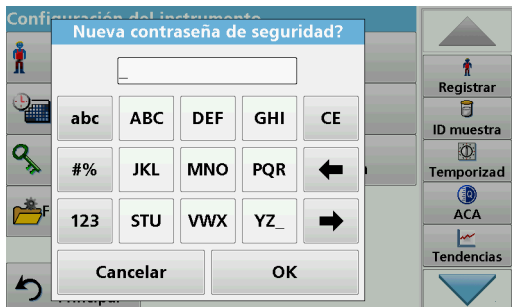 Configuración del instrumento
Nueva contraseña de seguridad?
_
abc ABC DEF GHI CE
#% JKL MNO PQR
123 STU VWX YZ_
Cancelar OK
F
Principal
Registrar
ID muestra
Temporizad
ACA
Tendencias